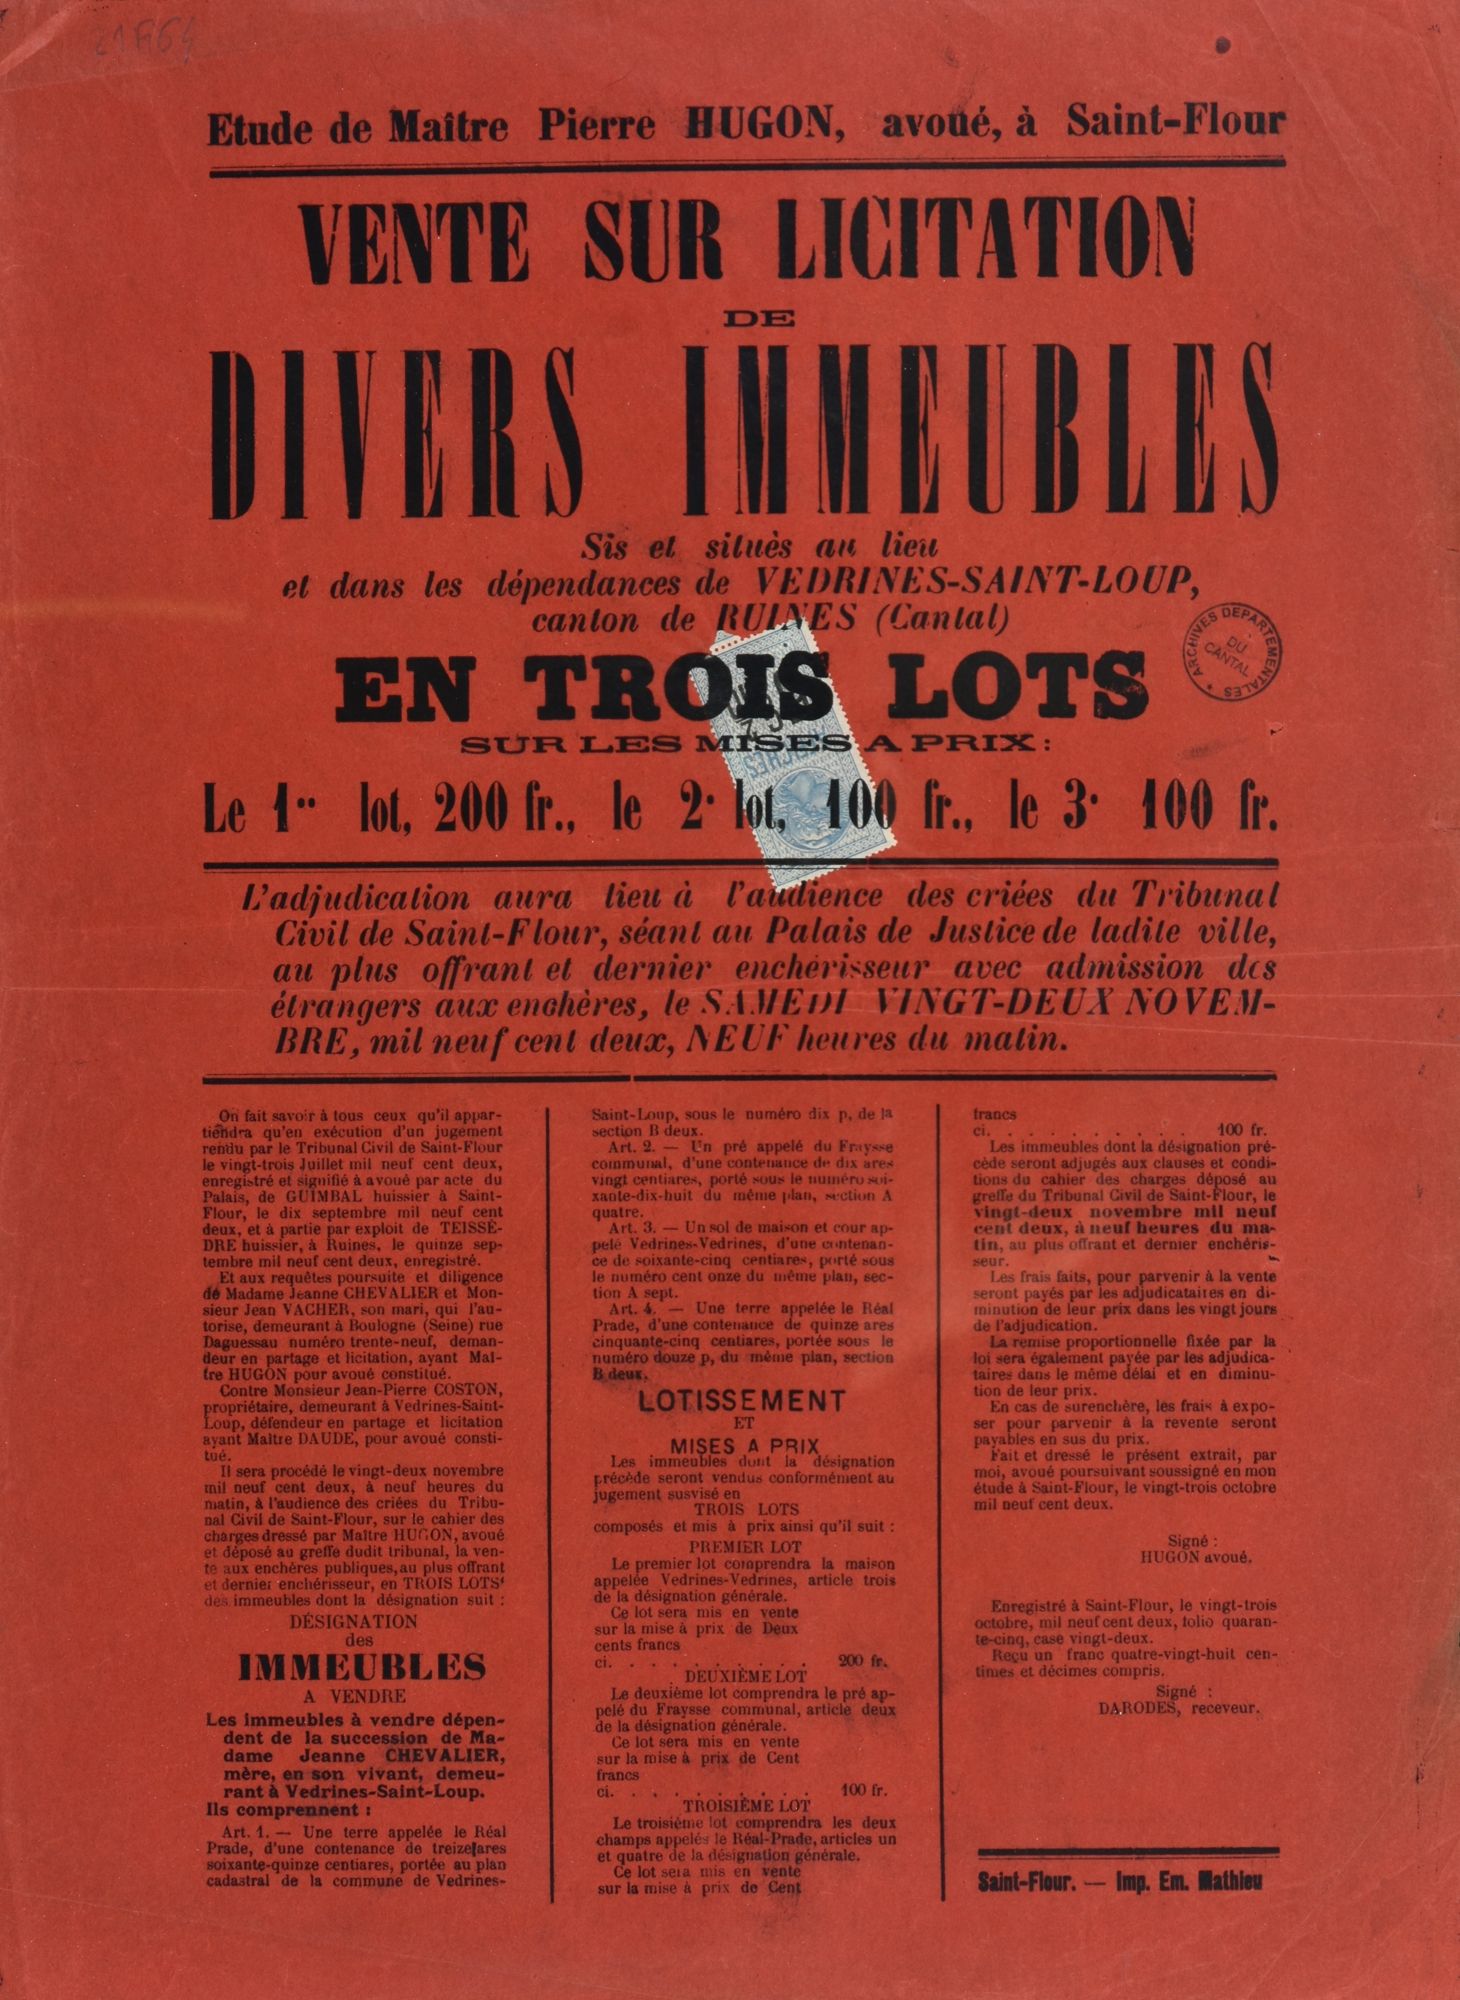 21 Fi 64
Etude de Maître Pierre HUGON, avoué, à Saint-Flour
VENTE SUR LICITATION
DE
DIVERS IMMEUBLES
Sis et situès au lieu
et dans les dépendances de VEDRINES-SAINT-LOUP,
canton de RUINES (Cantal)
ARCHIVES DEPARTEMENTALES
DU
CANTAL
EN TROIS LOTS
SUR LES MISES A PRIX :
AFFICHES
Le 1er lot, 200 fr., le 2e lot, 100 fr., le 3e 100 fr.
L'adjudication aura lieu à l'audience des criées du Tribunal
Civil de Saint-Flour, séant au Palais de Justice de ladite ville,
au plus offrant et dernier enchérisseur avec admission des
étrangers aux enchères, le SAMEDI VINGT-DEUX NOVEM-
BRE, mil neuf cent deux, NEUF heures du matin.
On fait savoir à tous ceux qu'il appar-
tiendra qu'en exécution d'un jugement
rendu par le Tribunal Civil de Saint-Flour
le vingt-trois Juillet mil neuf cent deux,
enregistré et signifié à avoué par acte du
Palais, de GUIMBAL huissier à Saint-
Flour, le dix septembre mil neuf cent
deux, et à partie par exploit de TEISSÉ-
DRE huissier, à Ruines, le quinze sep-
tembre mil neuf cent deux, enregistré.
Et aux requêtes poursuite et diligence
de Madame Jeanne CHEVALIER et Mon-
sieur Jean VACHER, son mari, qui l'au-
torise, demeurant à Boulogne (Seine) rue
Daguessau numéro trente-neuf, deman-
deur en partage et licitation, ayant Maî-
tre HUGON pour avoué constitué.
Contre Monsieur Jean-Pierre COSTON,
propriétaire, demeurant à Vedrines-Saint-
Loup, défendeur en partage et licitation
ayant Maître DAUDE, pour avoué consti-
tué.
Il sera procédé le vingt-deux novembre
mil neuf cent deux, à neuf heures du
matin, à l'audience des criées du Tribu-
nal Civil de Saint-Flour, sur le cahier des
charges dressé par Maître HUGON, avoué
et déposé au greffe dudit tribunal, la ven-
te aux enchères publiques, au plus offrant
et dernier enchérisseur, en TROIS LOTS
des immeubles dont la désignation suit :
DÉSIGNATION
des
IMMEUBLES
A VENDRE
Les immeubles à vendre dépen-
dent de la succession de Ma-
dame Jeanne CHEVALIER,
mère, en son vivant, demeu-
rant à Vedrines-Saint-Loup.
Ils comprennent :
Art. 1. — Une terre appelée le Réal
Prade, d'une contenance de treize ares
soixante-quinze centiares, portée au plan
cadastral de la commune de Vedrines-
Saint-Loup, sous le numéro dix p, de la
section B deux.
Art. 2. — Un pré appelé du Fraysse
communal, d'une contenance de dix ares
vingt centiares, porté sous le numéro soi-
xante-dix-huit du même plan, section A
quatre.
Art. 3. — Un sol de maison et cour ap-
pelé Vedrines-Vedrines, d'une contenan-
ce de soixante-cinq centiares, porté sous
le numéro cent onze du même plan, sec-
tion A sept.
Art. 4. — Une terre appelée le Réal
Prade, d'une contenance de quinze ares
cinquante-cinq centiares, portée sous le
numéro douze p, du même plan, section
B deux.
LOTISSEMENT
ET
MISES A PRIX
Les immeubles dont la désignation
précède seront vendus conformément au
jugement susvisé en
TROIS LOTS
composés et mis à prix ainsi qu'il suit :
PREMIER LOT
Le premier lot comprendra la maison
appelée Vedrines-Vedrines, article trois
de la désignation générale.
Ce lot sera mis en vente
sur la mise à prix de Deux
cents francs
ci. . . . . . . . . . 200 fr.
DEUXIÈME LOT
Le deuxième lot comprendra le pré ap-
pelé du Fraysse communal, article deux
de la désignation générale.
Ce lot sera mis en vente
sur la mise à prix de Cent
francs
ci. . . . . . . . . . 100 fr.
TROISIÈME LOT
Le troisième lot comprendra les deux
champs appelés le Réal-Prade, articles un
et quatre de la désignation générale.
Ce lot sera mis en vente
sur la mise à prix de Cent
francs
ci. . . . . . . . . . 100 fr.
Les immeubles dont la désignation pré-
cède seront adjugés aux clauses et condi-
tions du cahier des charges déposé au
greffe du Tribunal Civil de Saint-Flour, le
vingt-deux novembre mil neuf
cent deux, à neuf heures du ma-
tin, au plus offrant et dernier enchéris-
seur.
Les frais faits, pour parvenir à la vente
seront payés par les adjudicataires en di-
minution de leur prix dans les vingt jours
de l'adjudication.
La remise proportionnelle fixée par la
loi sera également payée par les adjudica-
taires dans le même délai et en diminu-
tion de leur prix.
En cas de surenchère, les frais à expo-
ser pour parvenir à la revente seront
payables en sus du prix.
Fait et dressé le présent extrait, par
moi, avoué poursuivant soussigné en mon
étude à Saint-Flour, le vingt-trois octobre
mil neuf cent deux.
Signé :
HUGON avoué.
Enregistré à Saint-Flour, le vingt-trois
octobre, mil neuf cent deux, folio quaran-
te-cinq, case vingt-deux.
Reçu un franc quatre-vingt-huit cen-
times et décimes compris.
Signé :
DARODES, receveur.
Saint-Flour. — Imp. Em. Mathieu